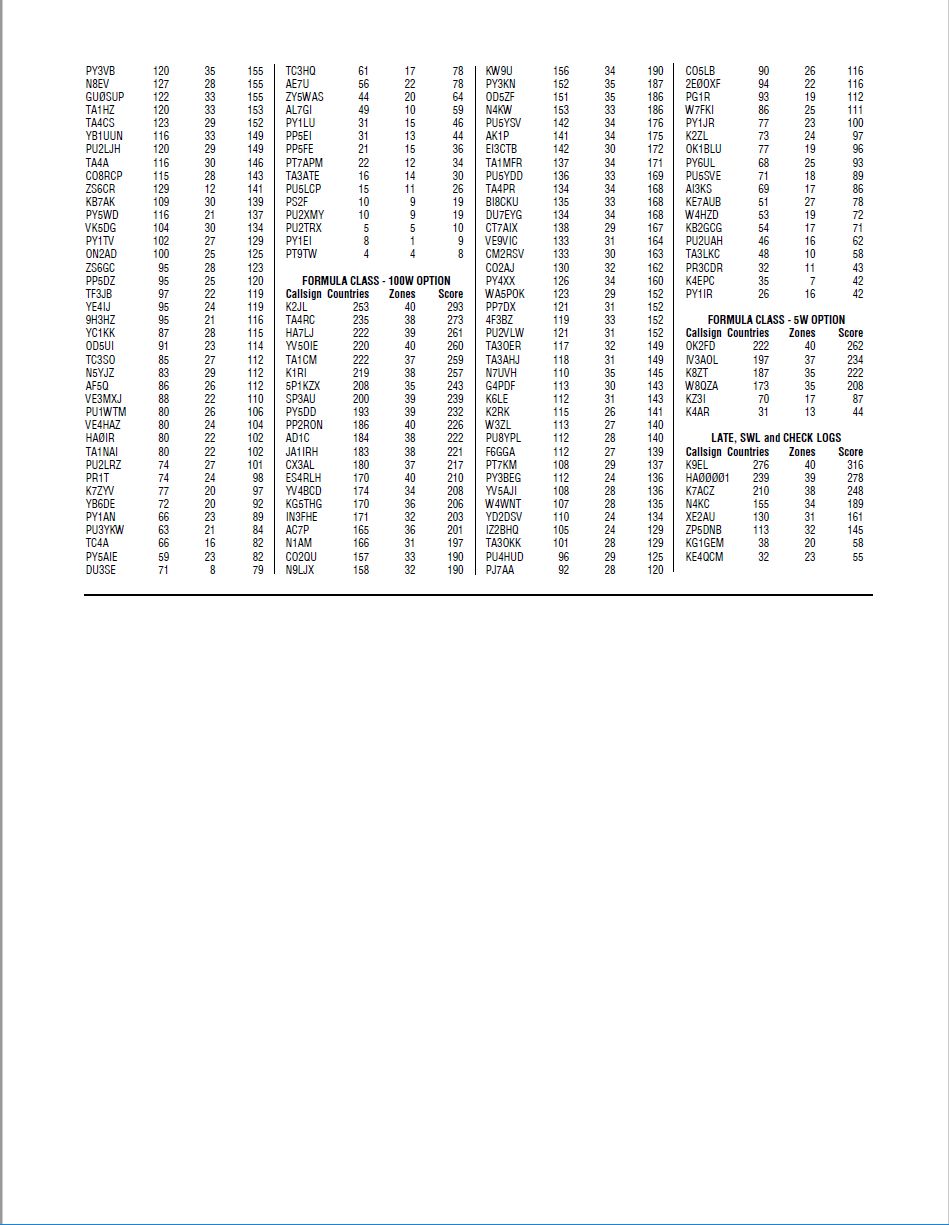 PY3VB 120 35 155
N8EV 127 28 155
GUØSUP 122 33 155
TA1HZ 120 33 153
TA4CS 123 29 152
YB1UUN 116 33 149
PU2LJH 120 29 149
TA4A 116 30 146
CO8RCP 115 28 143
ZS6CR 129 12 141
KB7AK 109 30 139
PY5WD 116 21 137
VK5DG 104 30 134
PY1TV 102 27 129
ON2AD 100 25 125
ZS6GC 95 28 123
PP5DZ 95 25 120
TF3JB 97 22 119
YE4IJ 95 24 119
9H3HZ 95 21 116
YC1KK 87 28 115
OD5UI 91 23 114
TC3SO 85 27 112
N5YJZ 83 29 112
AF5Q 86 26 112
VE3MXJ 88 22 110
PU1WTM 80 26 106
VE4HAZ 80 24 104
HAØIR 80 22 102
TA1NAI 80 22 102
PU2LRZ 74 27 101
PR1T 74 24 98
K7ZYV 77 20 97
YB6DE 72 20 92
PY1AN 66 23 89
PU3YKW 63 21 84
TC4A 66 16 82
PY5AIE 59 23 82
DU3SE 71 8 79
TC3HQ 61 17 78
AE7U 56 22 78
ZY5WAS 44 20 64
AL7GI 49 10 59
PY1LU 31 15 46
PP5EI 31 13 44
PP5FE 21 15 36
PT7APM 22 12 34
TA3ATE 16 14 30
PU5LCP 15 11 26
PS2F 10 9 19
PU2XMY 10 9 19
PU2TRX 5 5 10
PY1EI 8 1 9
PT9TW 4 4 8
FORMULA CLASS - 100W OPTION
Callsign Countries Zones Score
K2JL 253 40 293
TA4RC 235 38 273
HA7LJ 222 39 261
YV5OIE 220 40 260
TA1CM 222 37 259
K1RI 219 38 257
5P1KZX 208 35 243
SP3AU 200 39 239
PY5DD 193 39 232
PP2RON 186 40 226
AD1C 184 38 222
JA1IRH 183 38 221
CX3AL 180 37 217
ES4RLH 170 40 210
YV4BCD 174 34 208
KG5THG 170 36 206
IN3FHE 171 32 203
AC7P 165 36 201
N1AM 166 31 197
CO2QU 157 33 190
N9LJX 158 32 190
KW9U 156 34 190
PY3KN 152 35 187
OD5ZF 151 35 186
N4KW 153 33 186
PU5YSV 142 34 176
AK1P 141 34 175
EI3CTB 142 30 172
TA1MFR 137 34 171
PU5YDD 136 33 169
TA4PR 134 34 168
BI8CKU 135 33 168
DU7EYG 134 34 168
CT7AIX 138 29 167
VE9VIC 133 31 164
CM2RSV 133 30 163
CO2AJ 130 32 162
PY4XX 126 34 160
WA5POK 123 29 152
PP7DX 121 31 152
4F3BZ 119 33 152
PU2VLW 121 31 152
TA3OER 117 32 149
TA3AHJ 118 31 149
N7UVH 110 35 145
G4PDF 113 30 143
K6LE 112 31 143
K2RK 115 26 141
W3ZL 113 27 140
PU8YPL 112 28 140
F6GGA 112 27 139
PT7KM 108 29 137
PY3BEG 112 24 136
YV5AJI 108 28 136
W4WNT 107 28 135
YD2DSV 110 24 134
IZ2BHQ 105 24 129
TA3OKK 101 28 129
PU4HUD 96 29 125
PJ7AA 92 28 120
CO5LB 90 26 116
2EØOXF 94 22 116
PG1R 93 19 112
W7FKI 86 25 111
PY1JR 77 23 100
K2ZL 73 24 97
OK1BLU 77 19 96
PY6UL 68 25 93
PU5SVE 71 18 89
AI3KS 69 17 86
KE7AUB 51 27 78
W4HZD 53 19 72
KB2GCG 54 17 71
PU2UAH 46 16 62
TA3LKC 48 10 58
PR3CDR 32 11 43
K4EPC 35 7 42
PY1IR 26 16 42
FORMULA CLASS - 5W OPTION
Callsign Countries Zones Score
OK2FD 222 40 262
IV3AOL 197 37 234
K8ZT 187 35 222
W8QZA 173 35 208
KZ3I 70 17 87
K4AR 31 13 44
LATE, SWL and CHECK LOGS
Callsign Countries Zones Score
K9EL 276 40 316
HAØØØØ1 239 39 278
K7ACZ 210 38 248
N4KC 155 34 189
XE2AU 130 31 161
ZP5DNB 113 23 145
KG1GEM 38 20 58
KE4QCM 32 23 55